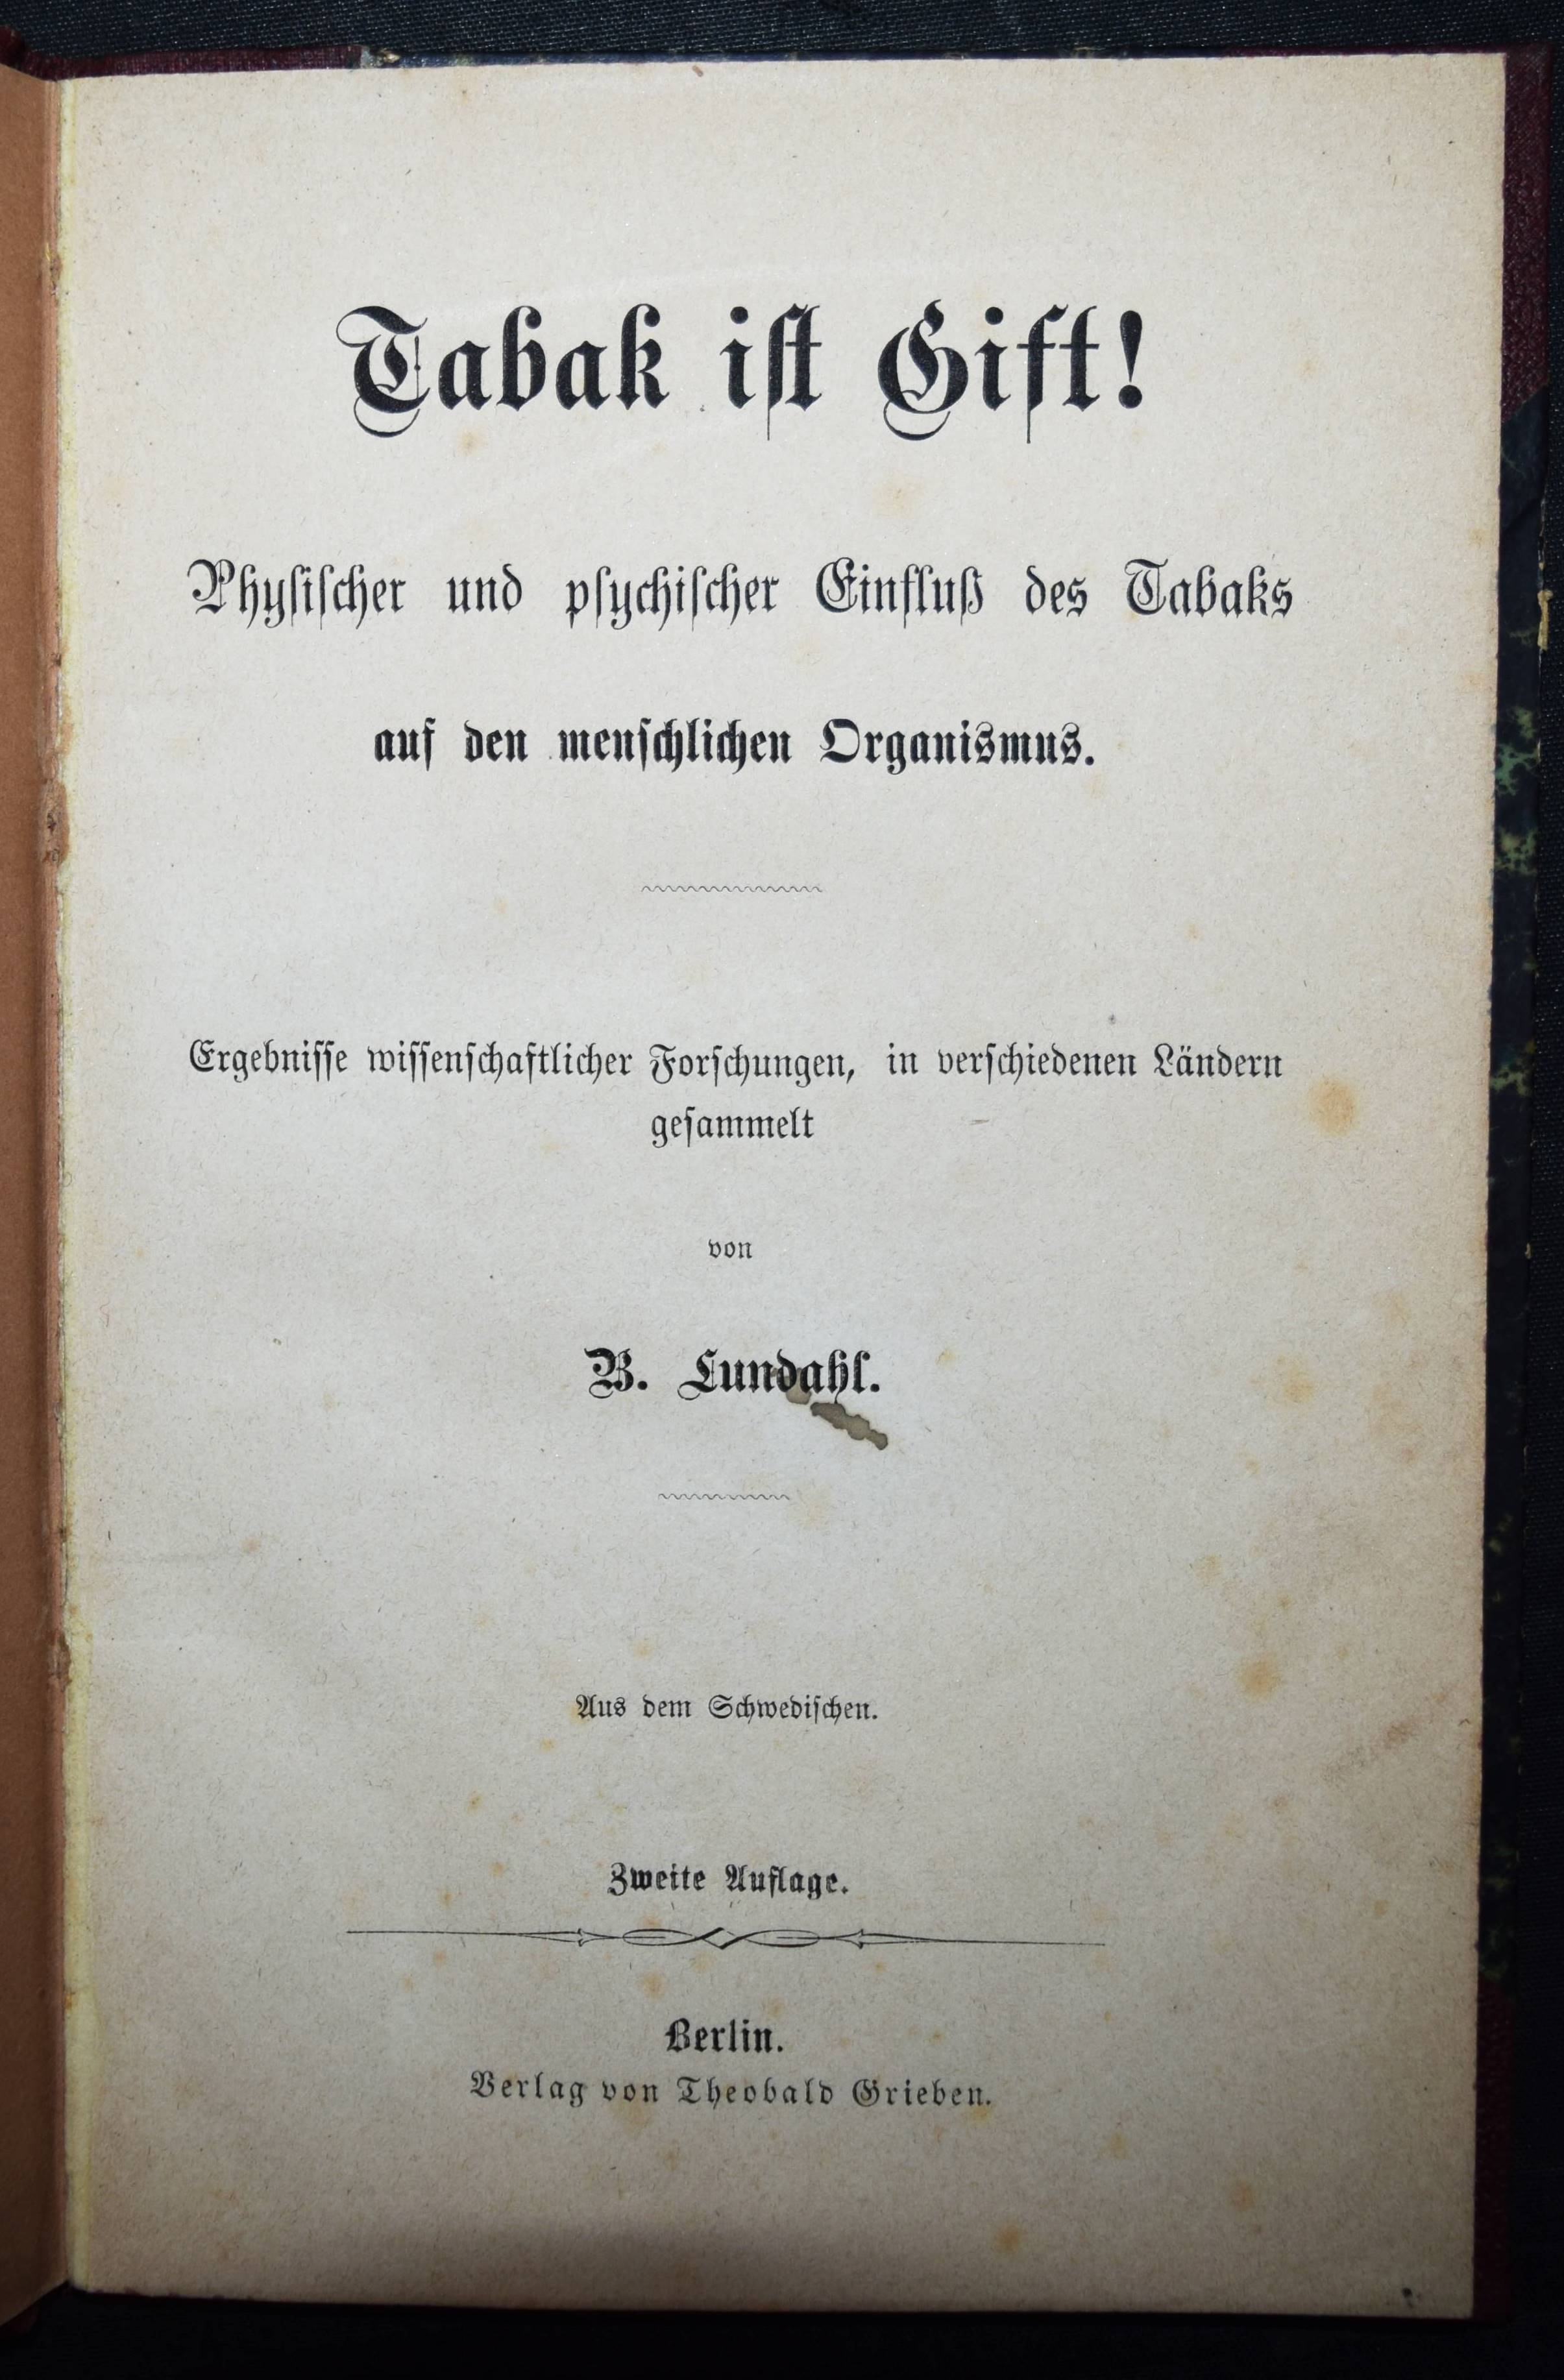 Tabak ist Gift!
Physischer und psychischer Einfluß des Tabaks
auf den menschlichen Organismus.
Ergebnisse wissenschaftlicher Forschungen, in verschiedenen Ländern
gesammelt
von
B. Lundahl.
Aus dem Schwedischen.
Zweite Auflage.
Berlin.
Verlag von Theobald Grieben.